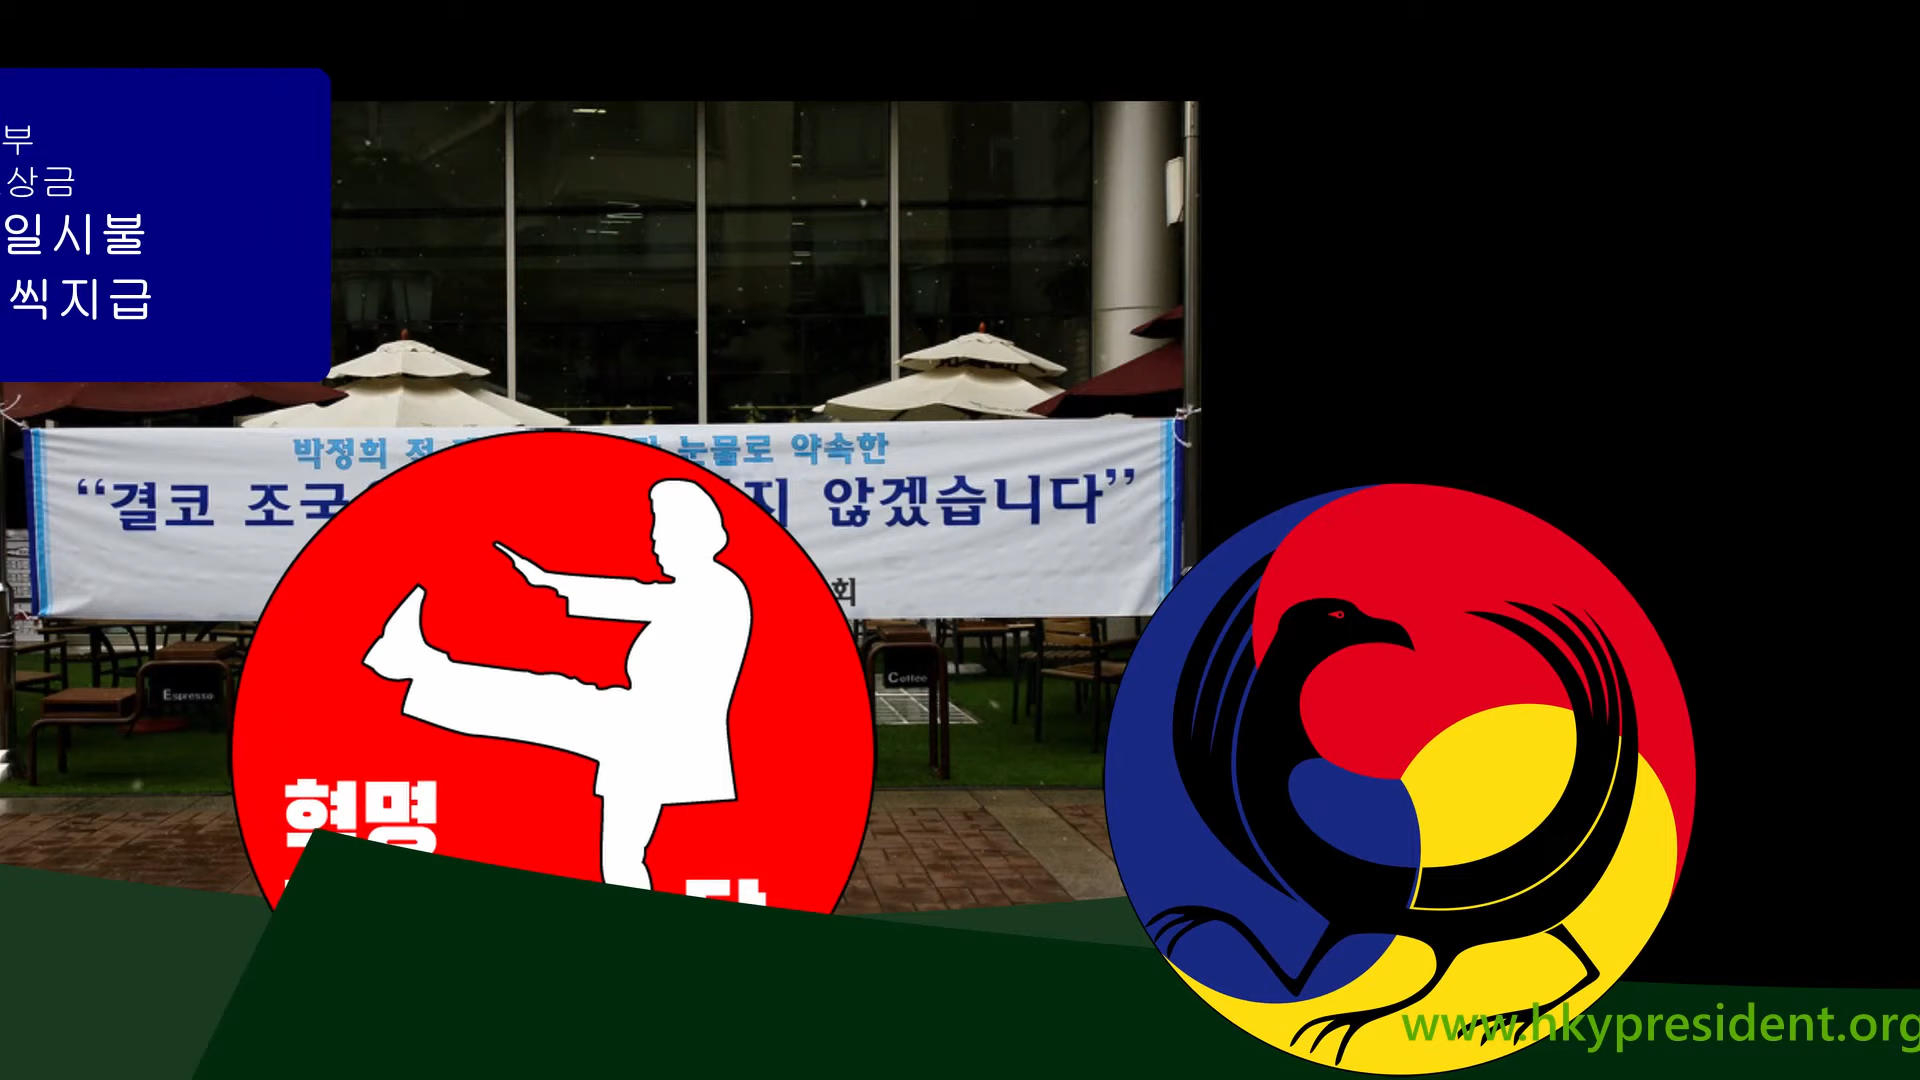 부
상금
일시불
씩지급
박정희 전 눈물로 약속한
“결코 조국 지 않겠습니다”
회
Espresso
Coffee
혁명
당
www.hkypresident.org